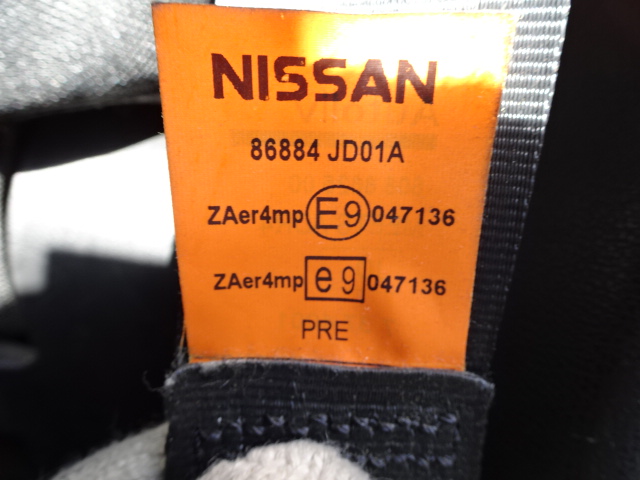 NISSAN
86884 JD01A
ZAer4mp E9 047136
ZAer4mp e9 047136
PRE